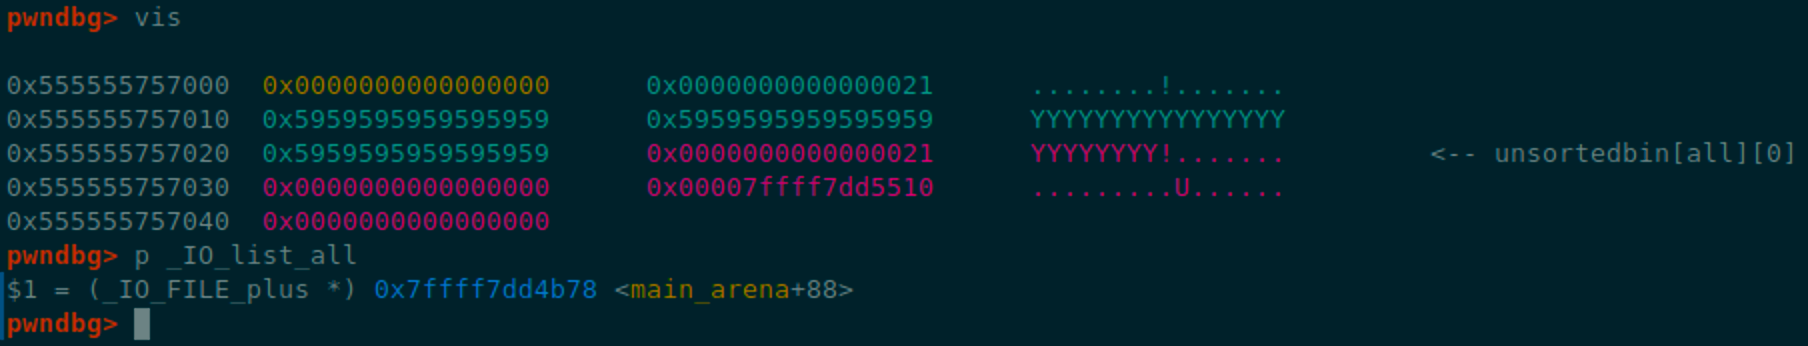 pwndbg> vis
0x555555757000 0x0000000000000000 0x0000000000000021 ........!.......
0x555555757010 0x5959595959595959 0x5959595959595959 YYYYYYYYYYYYYYYY
0x555555757020 0x5959595959595959 0x0000000000000021 YYYYYYYY!....... <-- unsortedbin[all][0]
0x555555757030 0x0000000000000000 0x00007ffff7dd5510 .........U......
0x555555757040 0x0000000000000000
pwndbg> p _IO_list_all
$1 = (_IO_FILE_plus *) 0x7ffff7dd4b78 <main_arena+88>
pwndbg>